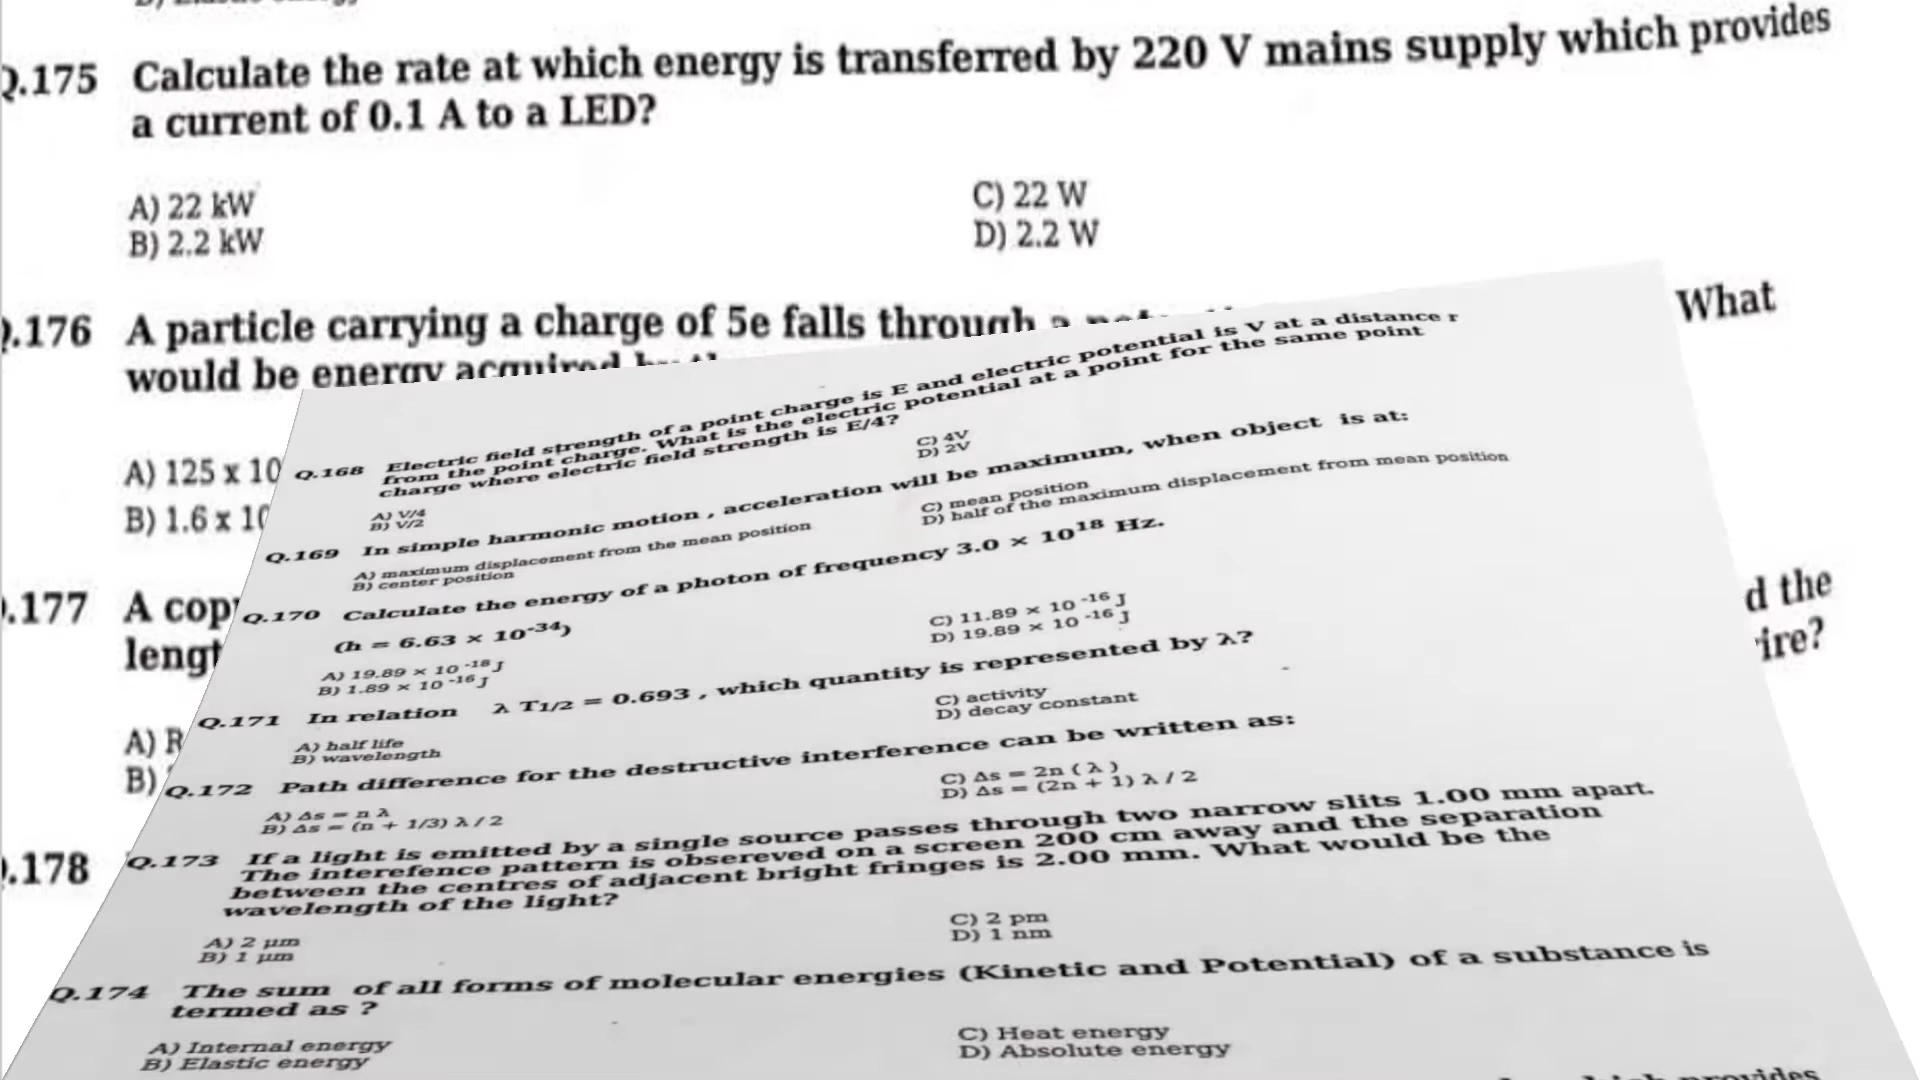 Q.175 Calculate the rate at which energy is transferred by 220 V mains supply which provides
a current of 0.1 A to a LED?
A) 22 kW
B) 2.2 kW
C) 22 W
D) 2.2 W
.176 A particle carrying a charge of 5e falls through a What
would be energy acquired
A) 125 x 10
B) 1.6 x 10
.177 A d the
A) R
B)
.178
Q.168 Electric field strength of a point charge is E and electric potential is V at a distance r
from the point charge. What is the electric potential at a point for the same point
charge where electric field strength is E/4?
A) V/4
B) V/2
C) 4V
D) 2V
Q.169 In simple harmonic motion , acceleration will be maximum, when object is at:
A) maximum displacement from the mean position
B) center position
C) mean position
D) half of the maximum displacement from mean position
Q.170 Calculate the energy of a photon of frequency 3.0 × 10¹⁸ Hz.
(h = 6.63 × 10⁻³⁴)
A) 19.89 × 10⁻¹⁸ J
B) 1.89 × 10⁻¹⁶ J
C) 11.89 × 10⁻¹⁶ J
D) 19.89 × 10⁻¹⁶ J
Q.171 In relation λ T1/2 = 0.693 , which quantity is represented by λ?
A) half life
B) wavelength
C) activity
D) decay constant
Q.172 Path difference for the destructive interference can be written as:
A) Δs = n λ
B) Δs = (n + 1/3) λ / 2
C) Δs = 2n ( λ )
D) Δs = (2n + 1) λ / 2
Q.173 If a light is emitted by a single source passes through two narrow slits 1.00 mm apart.
The interefence pattern is obsereved on a screen 200 cm away and the separation
between the centres of adjacent bright fringes is 2.00 mm. What would be the
wavelength of the light?
A) 2 µm
B) 1 µm
C) 2 pm
D) 1 nm
Q.174 The sum of all forms of molecular energies (Kinetic and Potential) of a substance is
termed as ?
A) Internal energy
B) Elastic energy
C) Heat energy
D) Absolute energy
provides